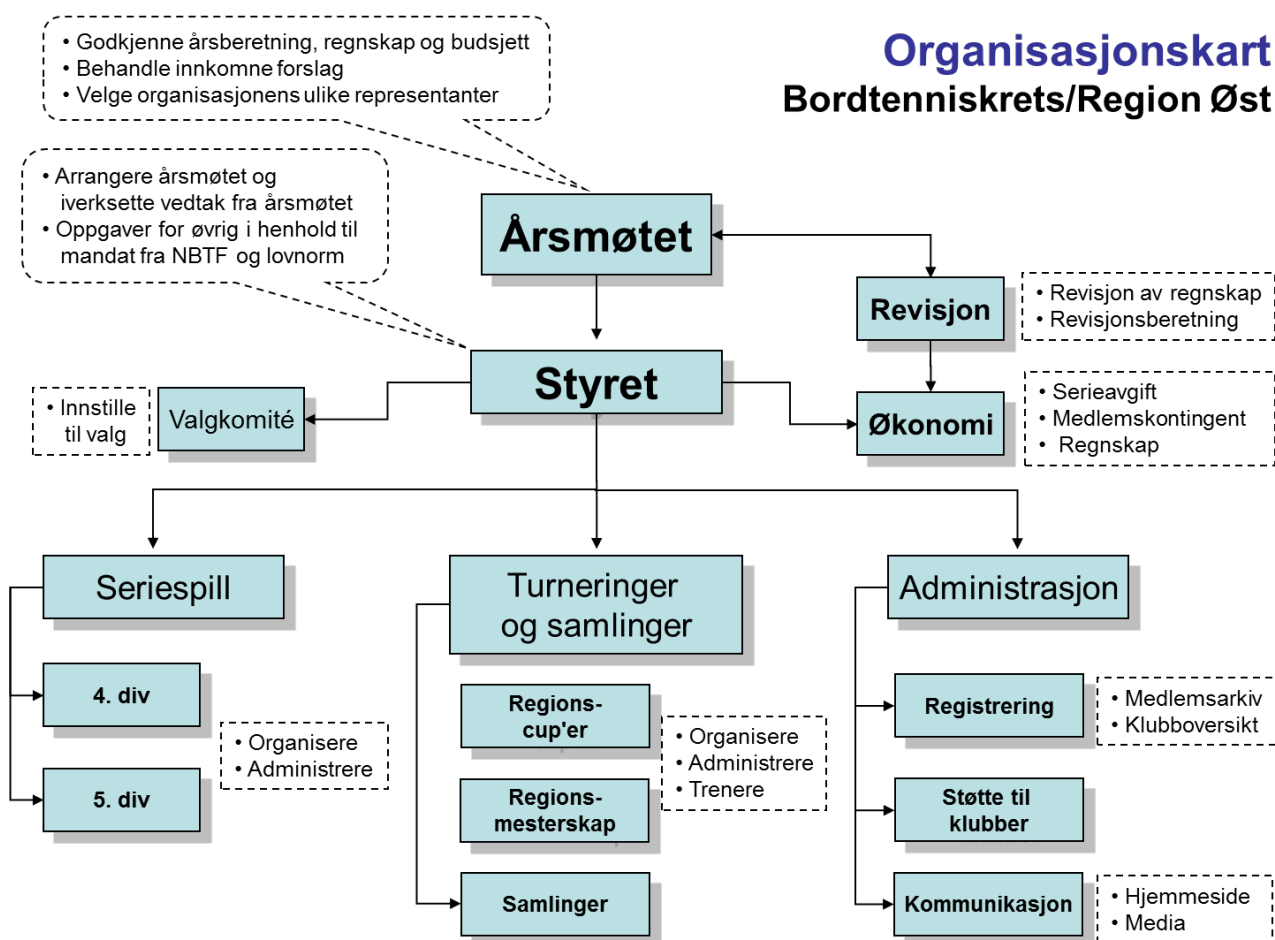 • Godkjenne årsberetning, regnskap og budsjett
• Behandle innkomne forslag
• Velge organisasjonens ulike representanter
Organisasjonskart
Bordtenniskrets/Region Øst
• Arrangere årsmøtet og
iverksette vedtak fra årsmøtet
• Oppgaver for øvrig i henhold til
mandat fra NBTF og lovnorm
Årsmøtet
Revisjon
• Revisjon av regnskap
• Revisjonsberetning
Styret
• Innstille
til valg
Valgkomité
Økonomi
• Serieavgift
• Medlemskontingent
• Regnskap
Seriespill
4. div
5. div
• Organisere
• Administrere
Turneringer
og samlinger
Regions-
cup'er
Regions-
mesterskap
Samlinger
• Organisere
• Administrere
• Trenere
Administrasjon
Registrering
• Medlemsarkiv
• Klubboversikt
Støtte til
klubber
Kommunikasjon
• Hjemmeside
• Media